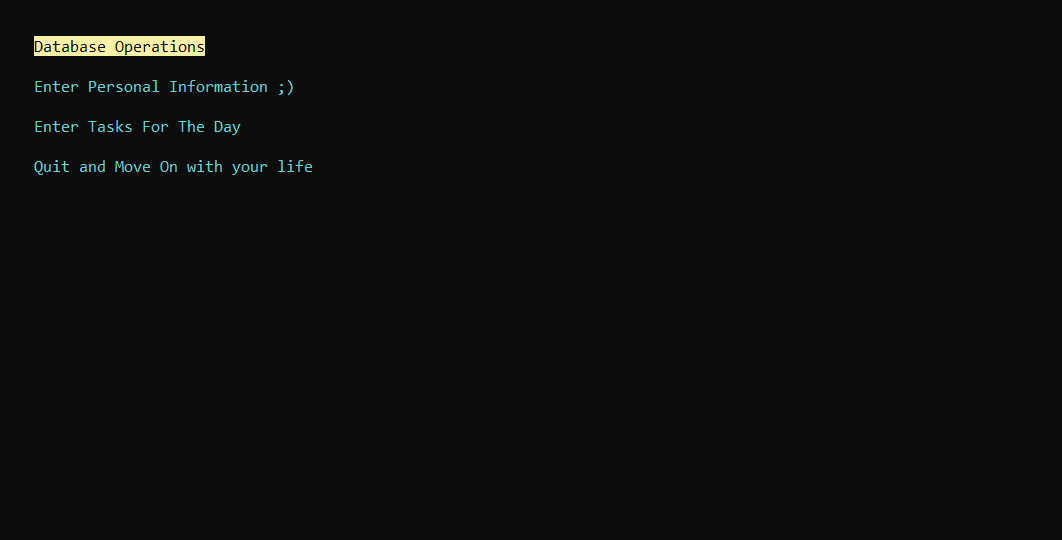 Database Operations
Enter Personal Information ;)
Enter Tasks For The Day
Quit and Move On with your life